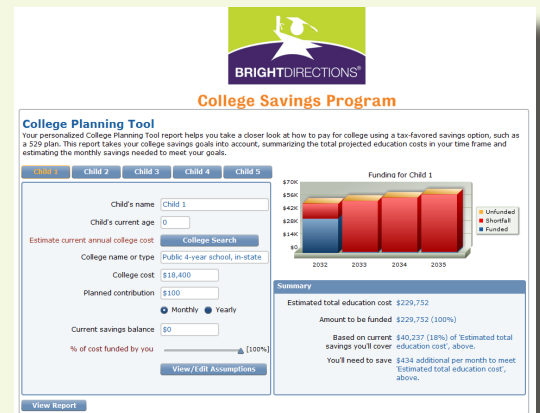 BRIGHTDIRECTIONS®
College Savings Program
College Planning Tool
Your personalized College Planning Tool report helps you take a closer look at how to pay for college using a tax-favored savings option, such as
a 529 plan. This report takes your college savings goals into account, summarizing the total projected education costs in your time frame and
estimating the monthly savings needed to meet your goals.
Child 1 Child 2 Child 3 Child 4 Child 5
Child's name Child 1
Child's current age 0
Estimate current annual college cost College Search
College name or type Public 4-year school, in-state
College cost $18,400
Planned contribution $100
Monthly Yearly
Current savings balance $0
% of cost funded by you [100%]
View/Edit Assumptions
View Report
Funding for Child 1
$70K
$56K
$42K
$28K
$14K
$0
2032 2033 2034 2035
Unfunded
Shortfall
Funded
Summary
Estimated total education cost $229,752
Amount to be funded $229,752 (100%)
Based on current $40,237 (18%) of 'Estimated total
savings you'll cover education cost', above.
You'll need to save $434 additional per month to meet
'Estimated total education cost',
above.